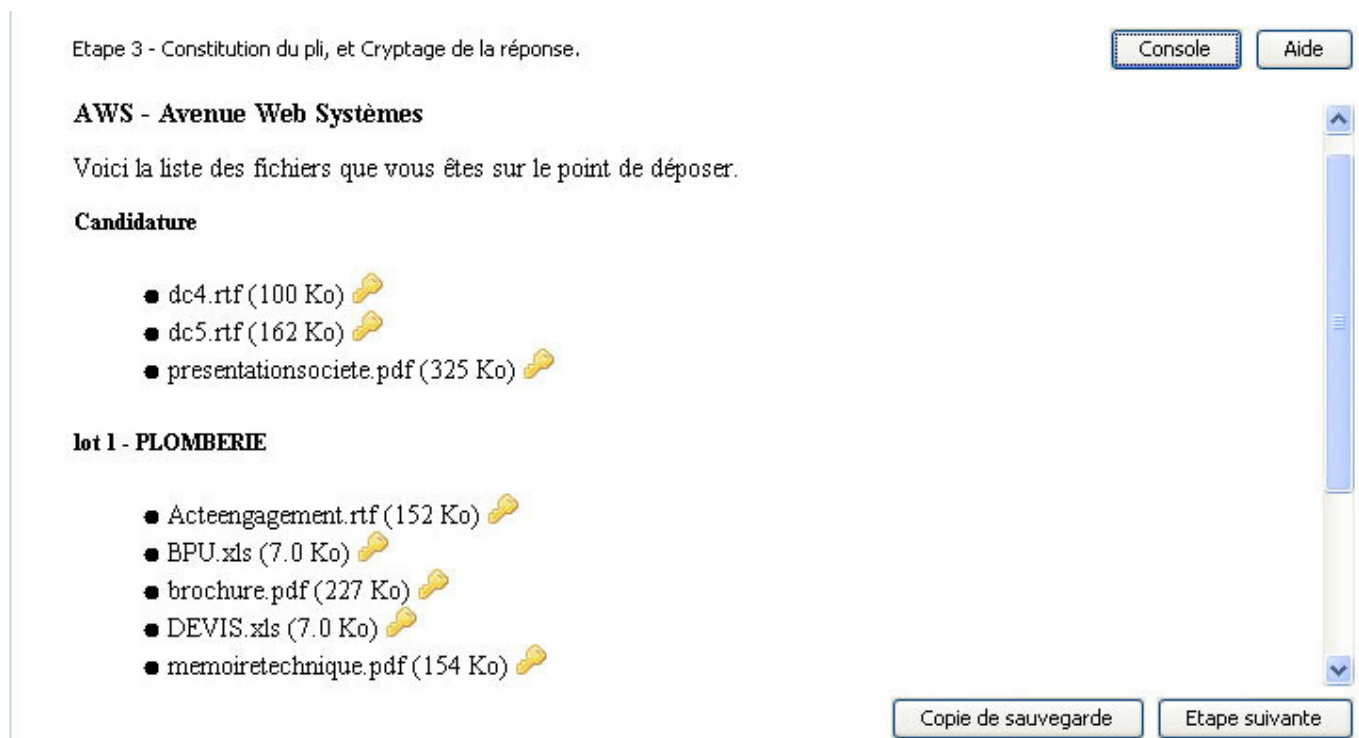 Etape 3 - Constitution du pli, et Cryptage de la réponse.
Console
Aide
AWS - Avenue Web Systèmes
Voici la liste des fichiers que vous êtes sur le point de déposer.
Candidature
dc4.rtf (100 Ko)
dc5.rtf (162 Ko)
presentationsociete.pdf (325 Ko)
lot 1 - PLOMBERIE
Acteengagement.rtf (152 Ko)
BPU.xls (7.0 Ko)
brochure.pdf (227 Ko)
DEVIS.xls (7.0 Ko)
memoiretechnique.pdf (154 Ko)
Copie de sauvegarde
Etape suivante